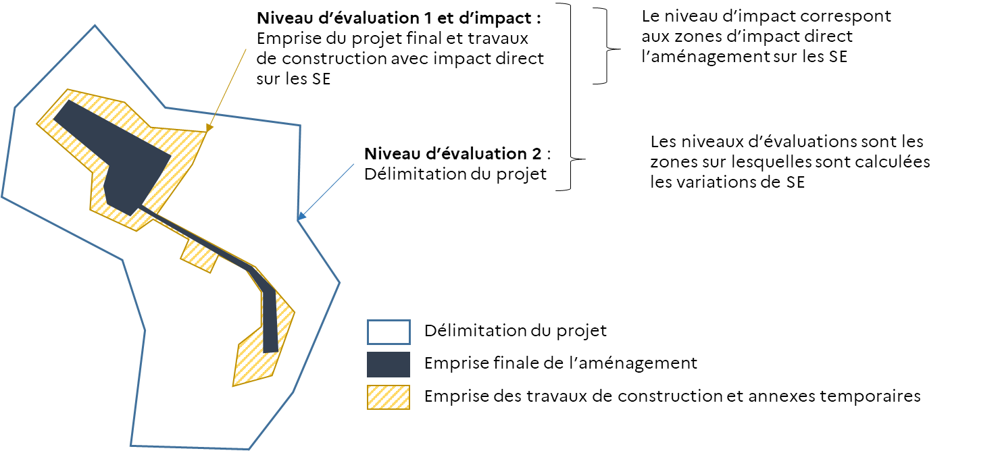 Niveau d’évaluation 1 et d’impact :
Emprise du projet final et travaux
de construction avec impact direct
sur les SE
Le niveau d’impact correspont
aux zones d’impact direct
l’aménagement sur les SE
Niveau d’évaluation 2 :
Délimitation du projet
Les niveaux d’évaluations sont les
zones sur lesquelles sont calculées
les variations de SE
Délimitation du projet
Emprise finale de l’aménagement
Emprise des travaux de construction et annexes temporaires